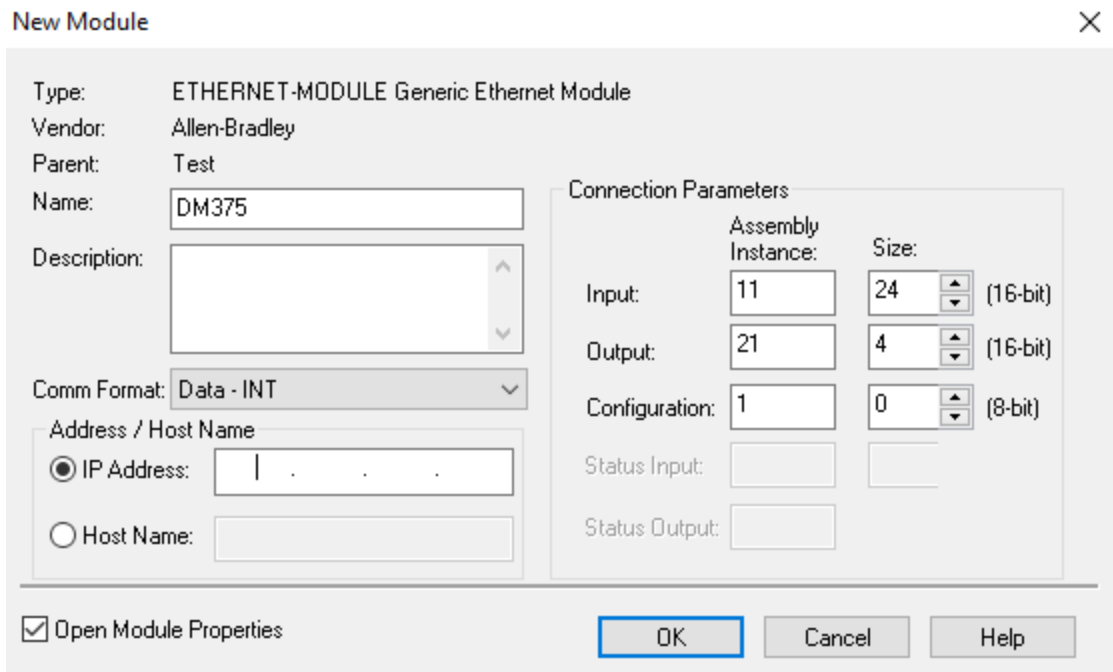 New Module
Type: ETHERNET-MODULE Generic Ethernet Module
Vendor: Allen-Bradley
Parent: Test
Name: DM375
Description:
Comm Format: Data - INT
Address / Host Name
IP Address: . . .
Host Name:
Connection Parameters
Assembly
Instance: Size:
Input: 11 24 (16-bit)
Output: 21 4 (16-bit)
Configuration: 1 0 (8-bit)
Status Input:
Status Output:
Open Module Properties
OK Cancel Help